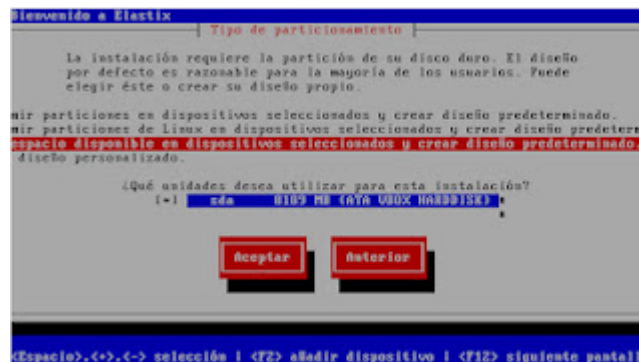 Bienvenido a Elastix
Tipo de particionamiento
La instalación requiere la partición de su disco duro. El diseño
por defecto es razonable para la mayoría de los usuarios. Puede
elegir éste o crear su diseño propio.
mir particiones en dispositivos seleccionados y crear diseño predeterminado.
mir particiones de Linux en dispositivos seleccionados y crear diseño predeterm
espacio disponible en dispositivos seleccionados y crear diseño predeterminado.
diseño personalizado.
¿Qué unidades desea utilizar para esta instalación?
[*] sda 8189 MB (ATA VBOX HARDDISK)
Aceptar Anterior
<Espacio>,<+>,<-> selección | <F2> añadir dispositivo | <F12> siguiente pantal